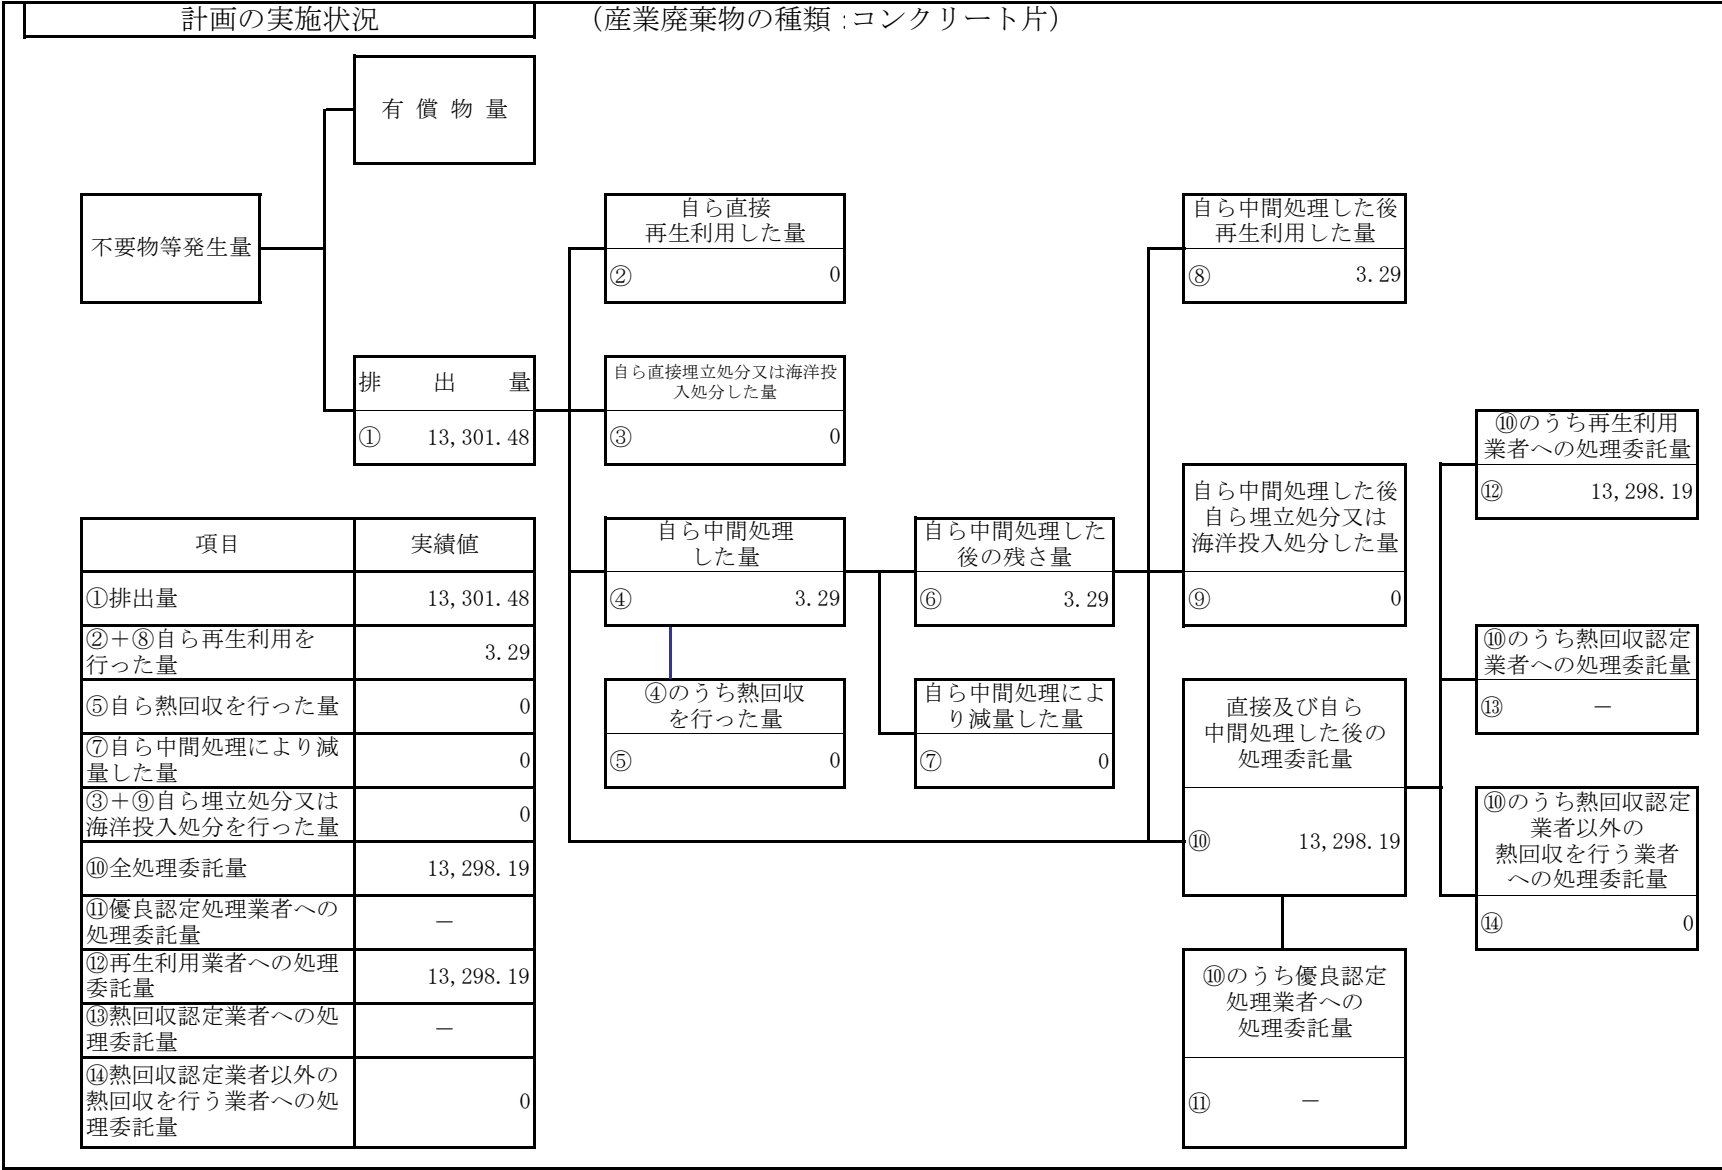 計画の実施状況
（産業廃棄物の種類：コンクリート片）
有償物量
不要物等発生量
排出量
① 13,301.48
自ら直接
再生利用した量
② 0
自ら直接埋立処分又は海洋投
入処分した量
③ 0
自ら中間処理
した量
④ 3.29
④のうち熱回収
を行った量
⑤ 0
自ら中間処理した
後の残さ量
⑥ 3.29
自ら中間処理によ
り減量した量
⑦ 0
自ら中間処理した後
再生利用した量
⑧ 3.29
自ら中間処理した後
自ら埋立処分又は
海洋投入処分した量
⑨ 0
直接及び自ら
中間処理した後の
処理委託量
⑩ 13,298.19
⑩のうち優良認定
処理業者への
処理委託量
⑪ －
⑩のうち再生利用
業者への処理委託量
⑫ 13,298.19
⑩のうち熱回収認定
業者への処理委託量
⑬ －
⑩のうち熱回収認定
業者以外の
熱回収を行う業者
への処理委託量
⑭ 0
項目 実績値
①排出量 13,301.48
②＋⑧自ら再生利用を
行った量 3.29
⑤自ら熱回収を行った量 0
⑦自ら中間処理により減
量した量 0
③＋⑨自ら埋立処分又は
海洋投入処分を行った量 0
⑩全処理委託量 13,298.19
⑪優良認定処理業者への
処理委託量 －
⑫再生利用業者への処理
委託量 13,298.19
⑬熱回収認定業者への処
理委託量 －
⑭熱回収認定業者以外の
熱回収を行う業者への処
理委託量 0